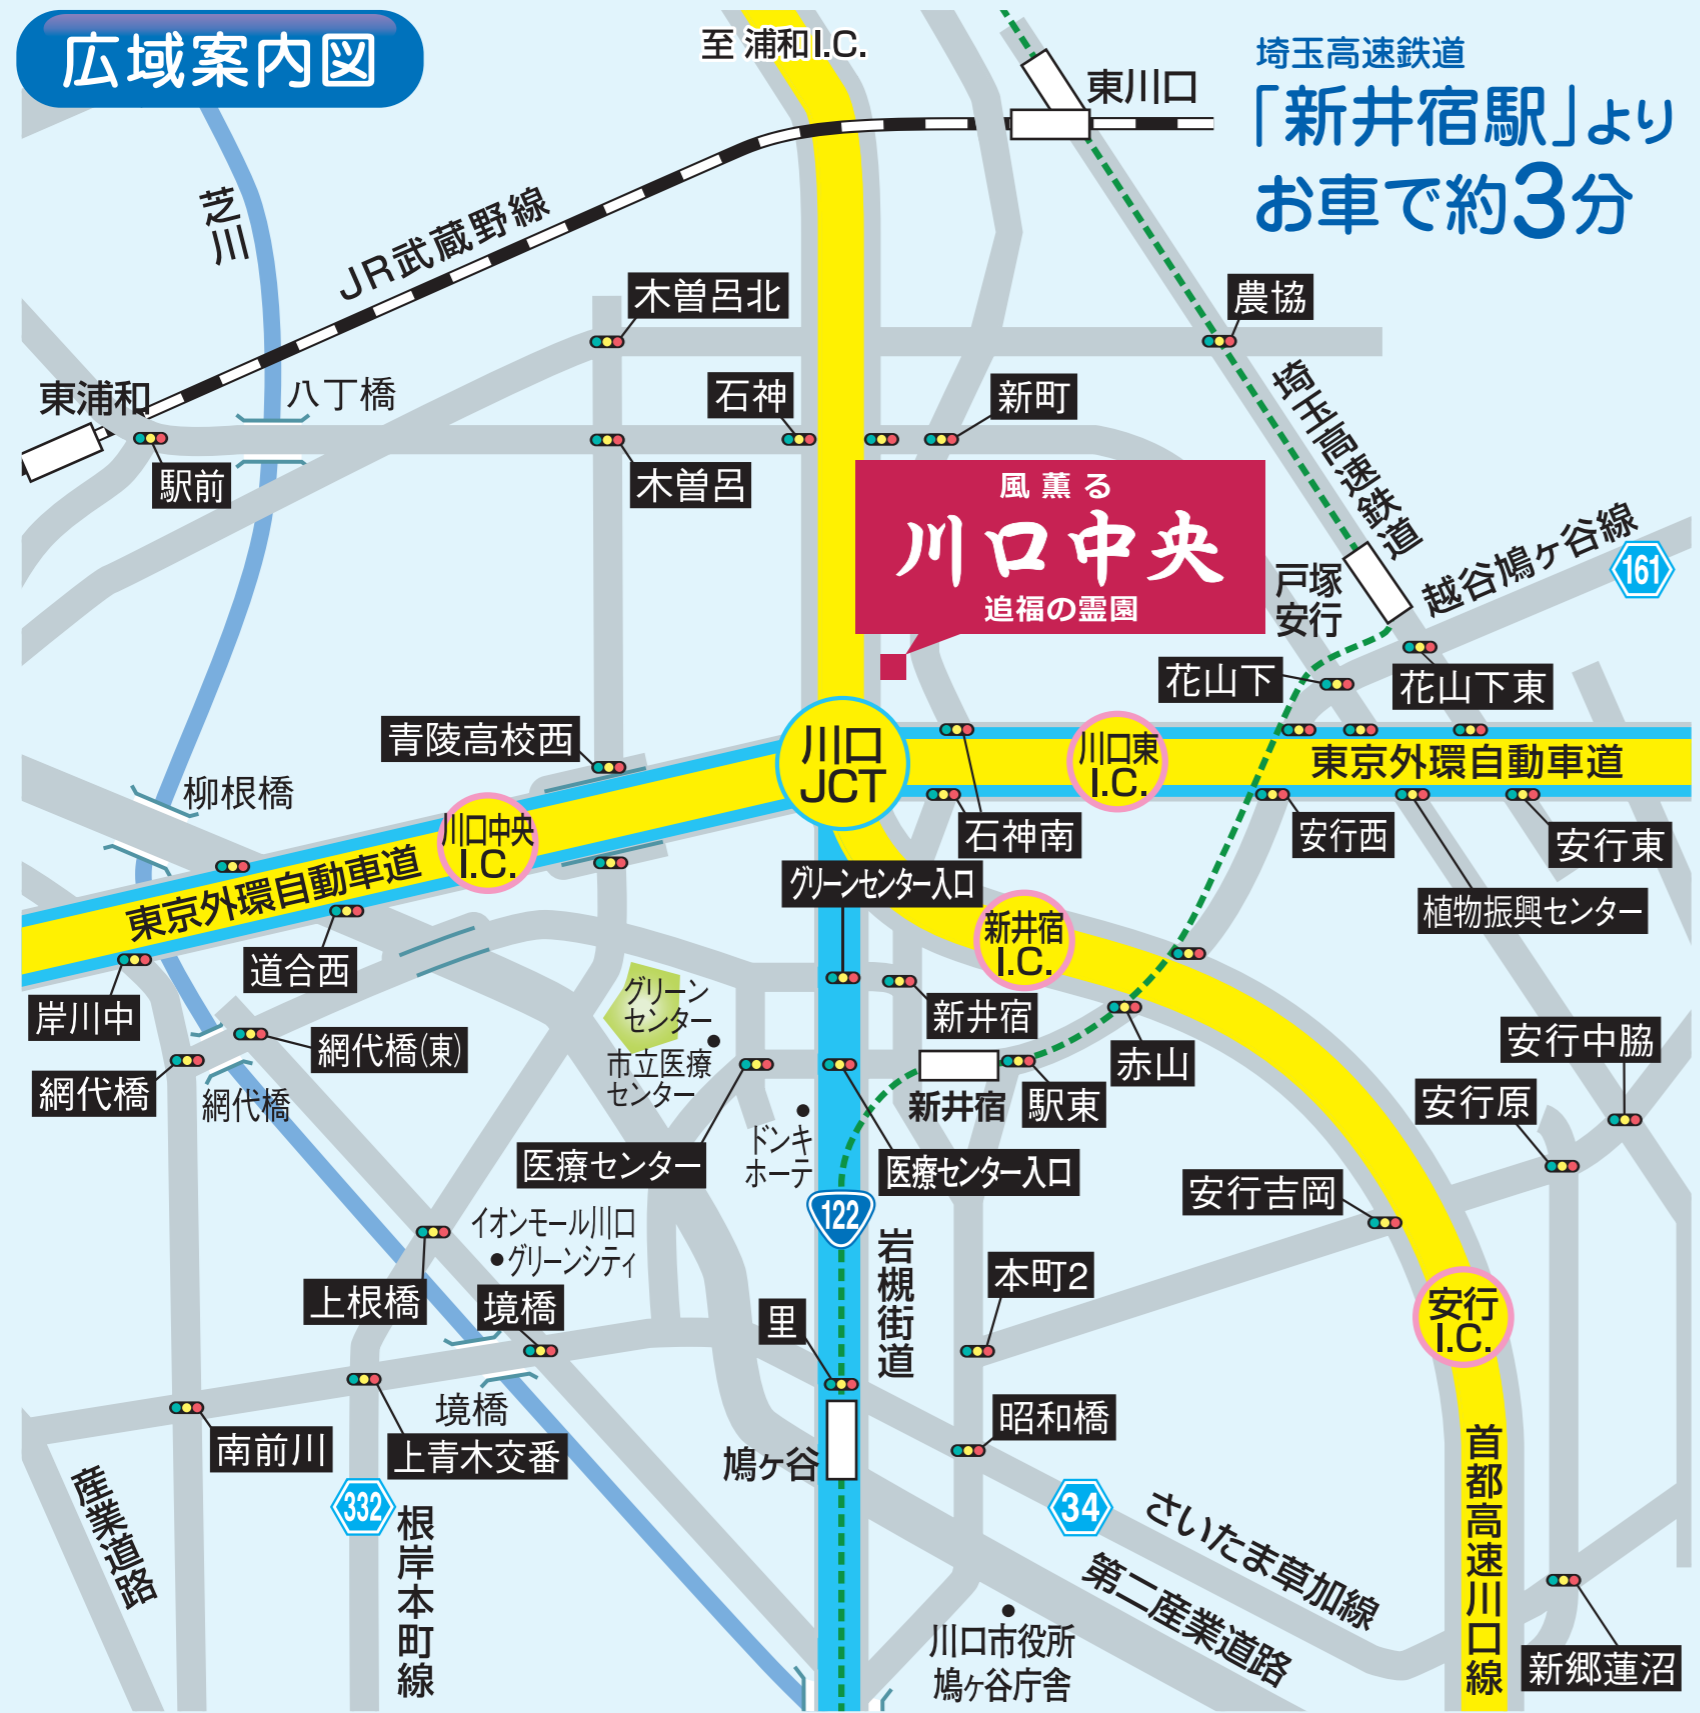 広域案内図
至 浦和I.C.
東川口
埼玉高速鉄道
「新井宿駅」より
お車で約3分
芝川
JR武蔵野線
木曽呂北
農協
東浦和
八丁橋
石神
新町
埼玉高速鉄道
駅前
木曽呂
風薫る
川口中央
追福の霊園
戸塚
安行
越谷鳩ヶ谷線
161
花山下
花山下東
青陵高校西
川口
JCT
川口東
I.C.
東京外環自動車道
柳根橋
川口中央
I.C.
石神南
安行西
安行東
東京外環自動車道
グリーンセンター入口
植物振興センター
新井宿
I.C.
道合西
岸川中
グリーン
センター
新井宿
網代橋(東)
安行中脇
網代橋
網代橋
市立医療
センター
赤山
新井宿
駅東
安行原
ドンキ
ホーテ
医療センター
医療センター入口
安行吉岡
122
イオンモール川口
グリーンシティ
岩槻街道
本町2
上根橋
境橋
里
安行
I.C.
境橋
昭和橋
南前川
上青木交番
鳩ヶ谷
首都高速川口線
産業道路
332
根岸本町線
34
さいたま草加線
第二産業道路
川口市役所
鳩ヶ谷庁舎
新郷蓮沼